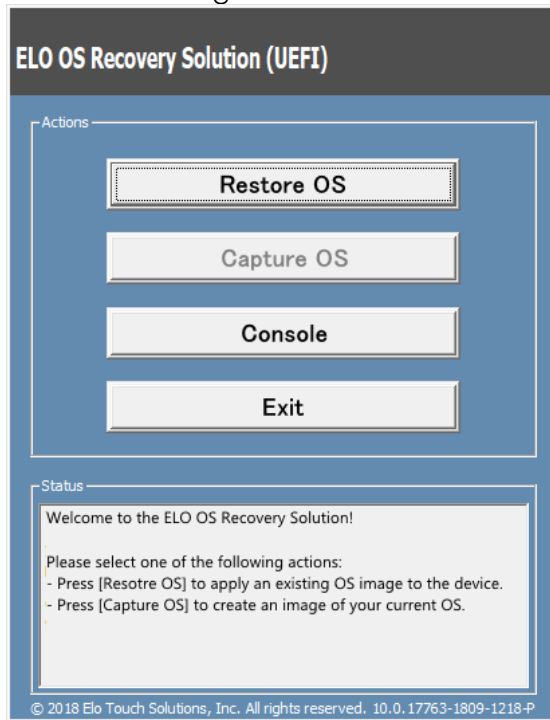 ELO OS Recovery Solution (UEFI)
Actions
Restore OS
Capture OS
Console
Exit
Status
Welcome to the ELO OS Recovery Solution!
Please select one of the following actions:
- Press [Resotre OS] to apply an existing OS image to the device.
- Press [Capture OS] to create an image of your current OS.
© 2018 Elo Touch Solutions, Inc. All rights reserved. 10.0.17763-1809-1218-P